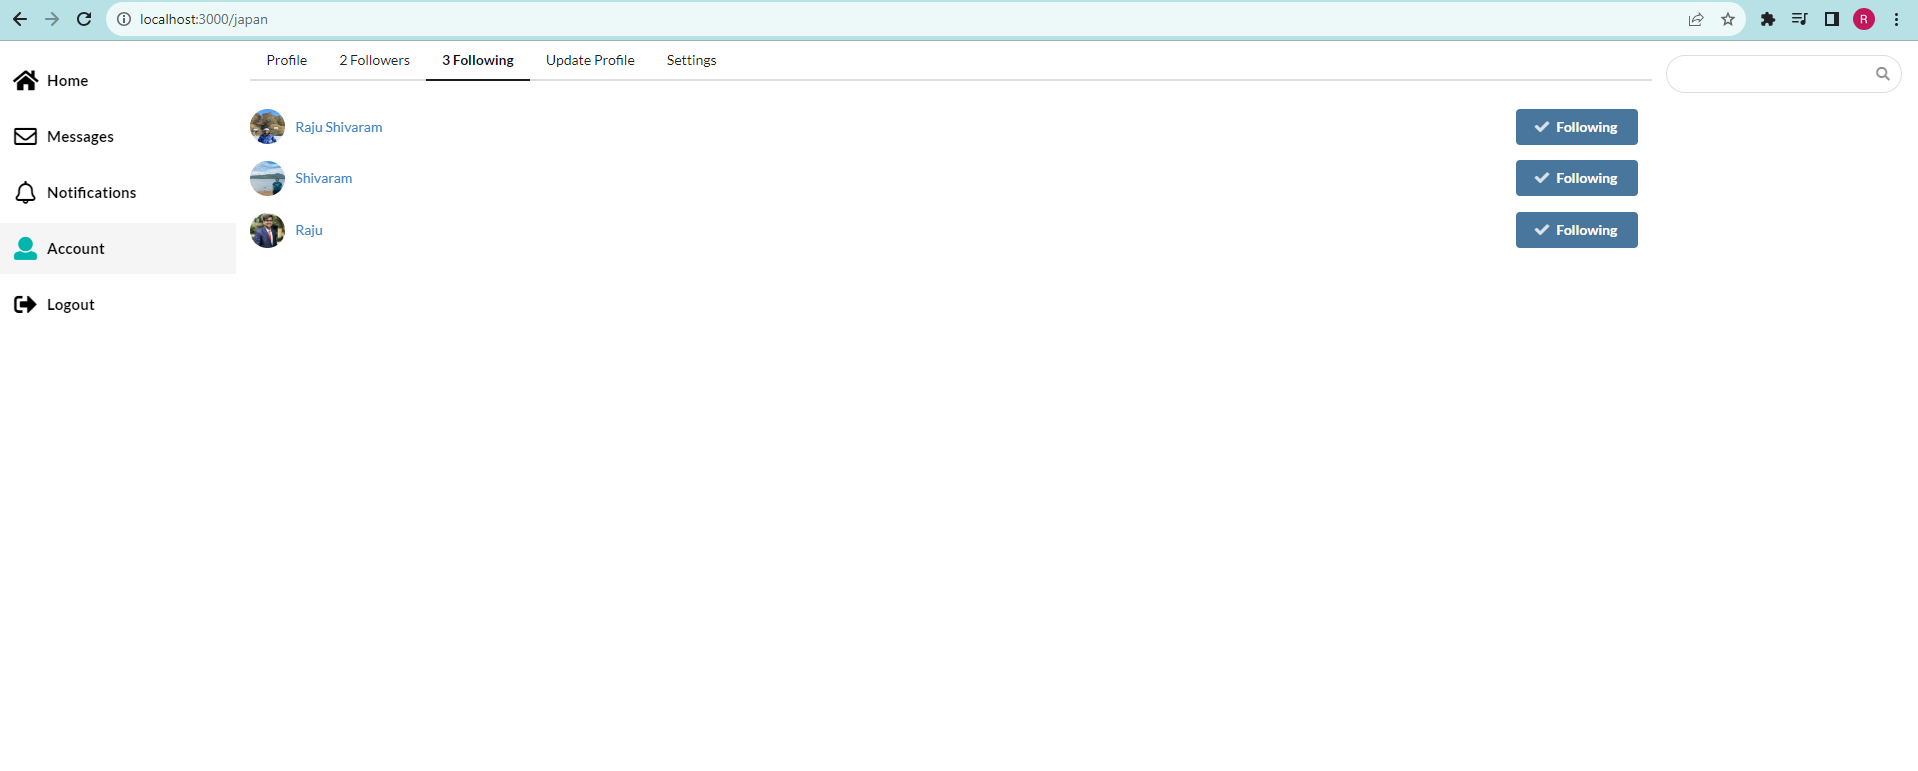 localhost:3000/japan
R
Home
Messages
Notifications
Account
Logout
Profile 2 Followers 3 Following Update Profile Settings
Raju Shivaram Following
Shivaram Following
Raju Following